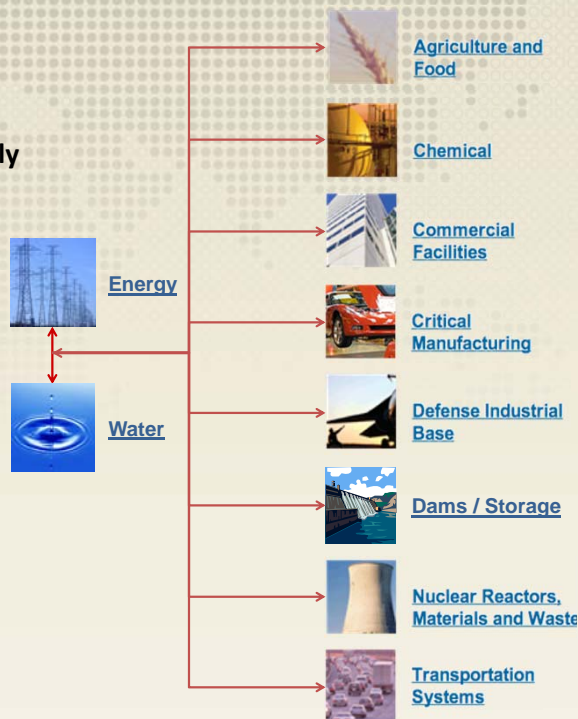 ly
Energy
Water
Agriculture and
Food
Chemical
Commercial
Facilities
Critical
Manufacturing
Defense Industrial
Base
Dams / Storage
Nuclear Reactors,
Materials and Waste
Transportation
Systems